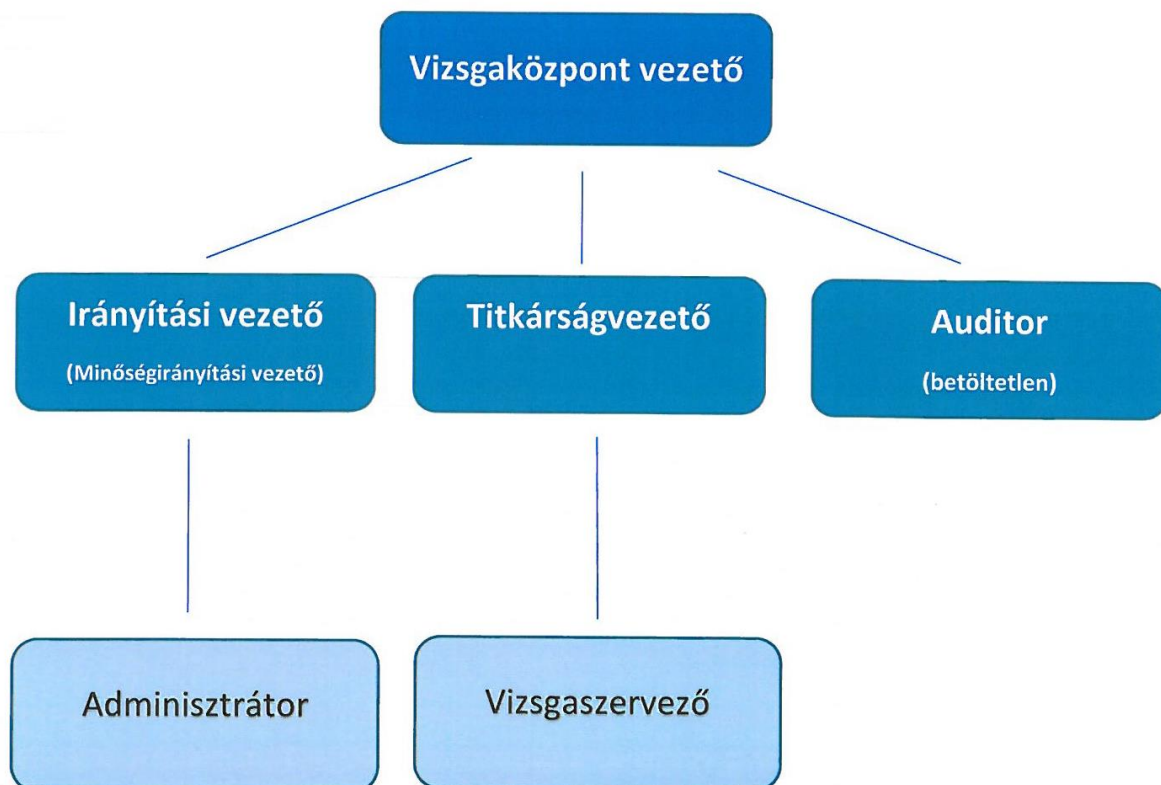 Vizsgaközpont vezető
Irányítási vezető
(Minőségirányítási vezető)
Titkárságvezető
Auditor
(betöltetlen)
Adminisztrátor
Vizsgaszervező